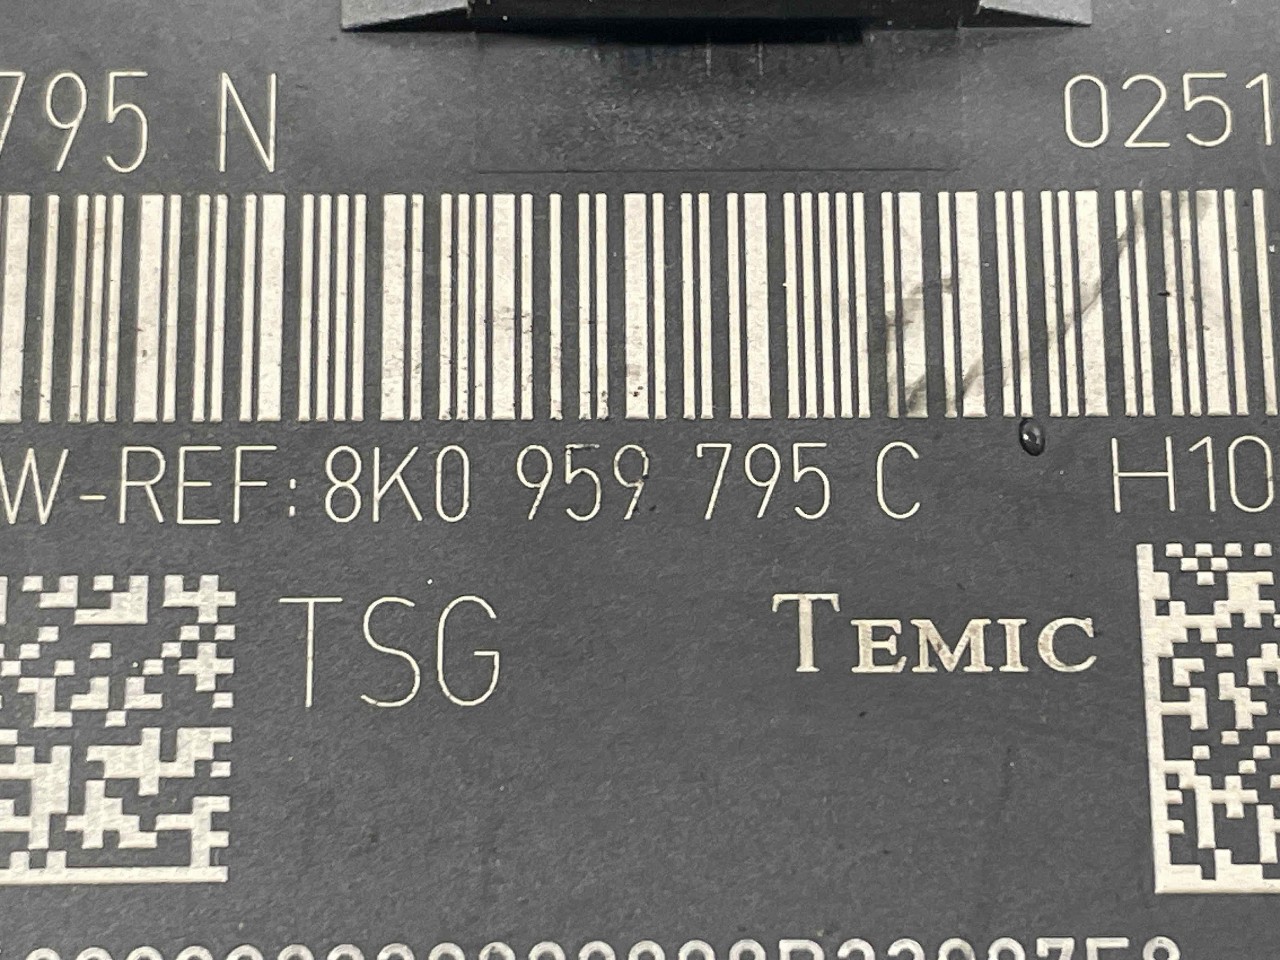 795 N 0251
W-REF: 8K0 959 795 C H10
TSG TEMIC